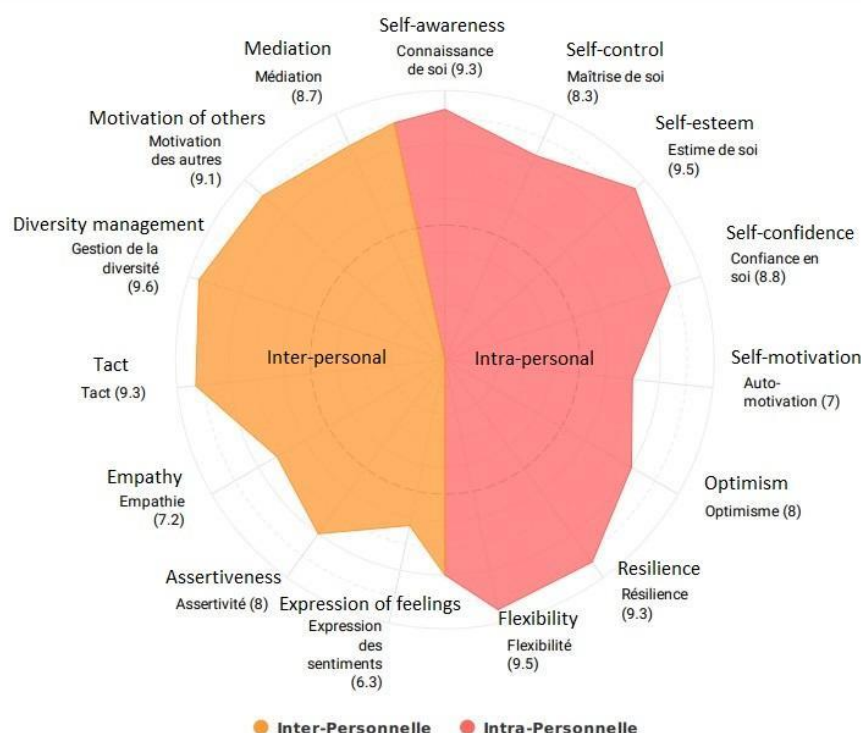 Self-awareness
Connaissance
de soi (9.3)
Self-control
Maîtrise de soi
(8.3)
Self-esteem
Estime de soi
(9.5)
Self-confidence
Confiance en
soi (8.8)
Self-motivation
Auto-
motivation (7)
Optimism
Optimisme (8)
Resilience
Résilience
(9.3)
Flexibility
Flexibilité
(9.5)
Expression of feelings
Expression
des
sentiments
(6.3)
Assertiveness
Assertivité (8)
Empathy
Empathie
(7.2)
Tact
Tact (9.3)
Diversity management
Gestion de la
diversité
(9.6)
Motivation of others
Motivation
des autres
(9.1)
Mediation
Médiation
(8.7)
Inter-personal
Intra-personal
Inter-Personnelle
Intra-Personnelle